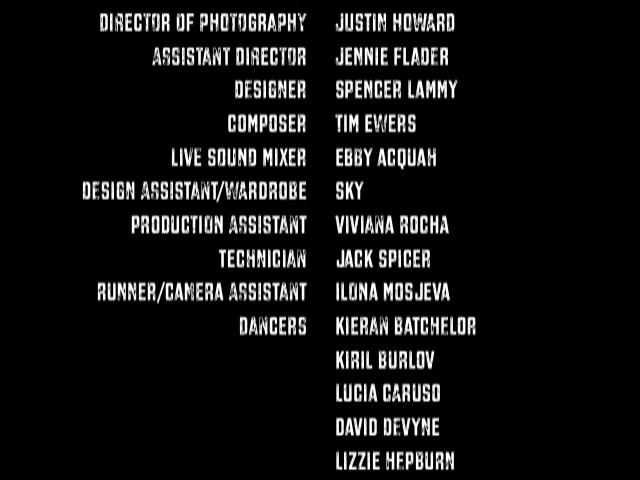 DIRECTOR OF PHOTOGRAPHY JUSTIN HOWARD
ASSISTANT DIRECTOR JENNIE FLADER
DESIGNER SPENCER LAMMY
COMPOSER TIM EWERS
LIVE SOUND MIXER EBBY ACQUAH
DESIGN ASSISTANT/WARDROBE SKY
PRODUCTION ASSISTANT VIVIANA ROCHA
TECHNICIAN JACK SPICER
RUNNER/CAMERA ASSISTANT ILONA MOSJEVA
DANCERS KIERAN BATCHELOR
KIRIL BURLOV
LUCIA CARUSO
DAVID DEVYNE
LIZZIE HEPBURN